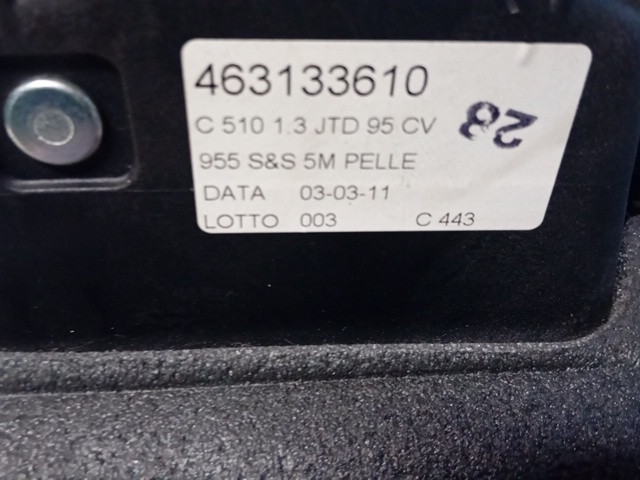 463133610
C 510 1.3 JTD 95 CV
28
955 S&S 5M PELLE
DATA 03-03-11
LOTTO 003 C 443